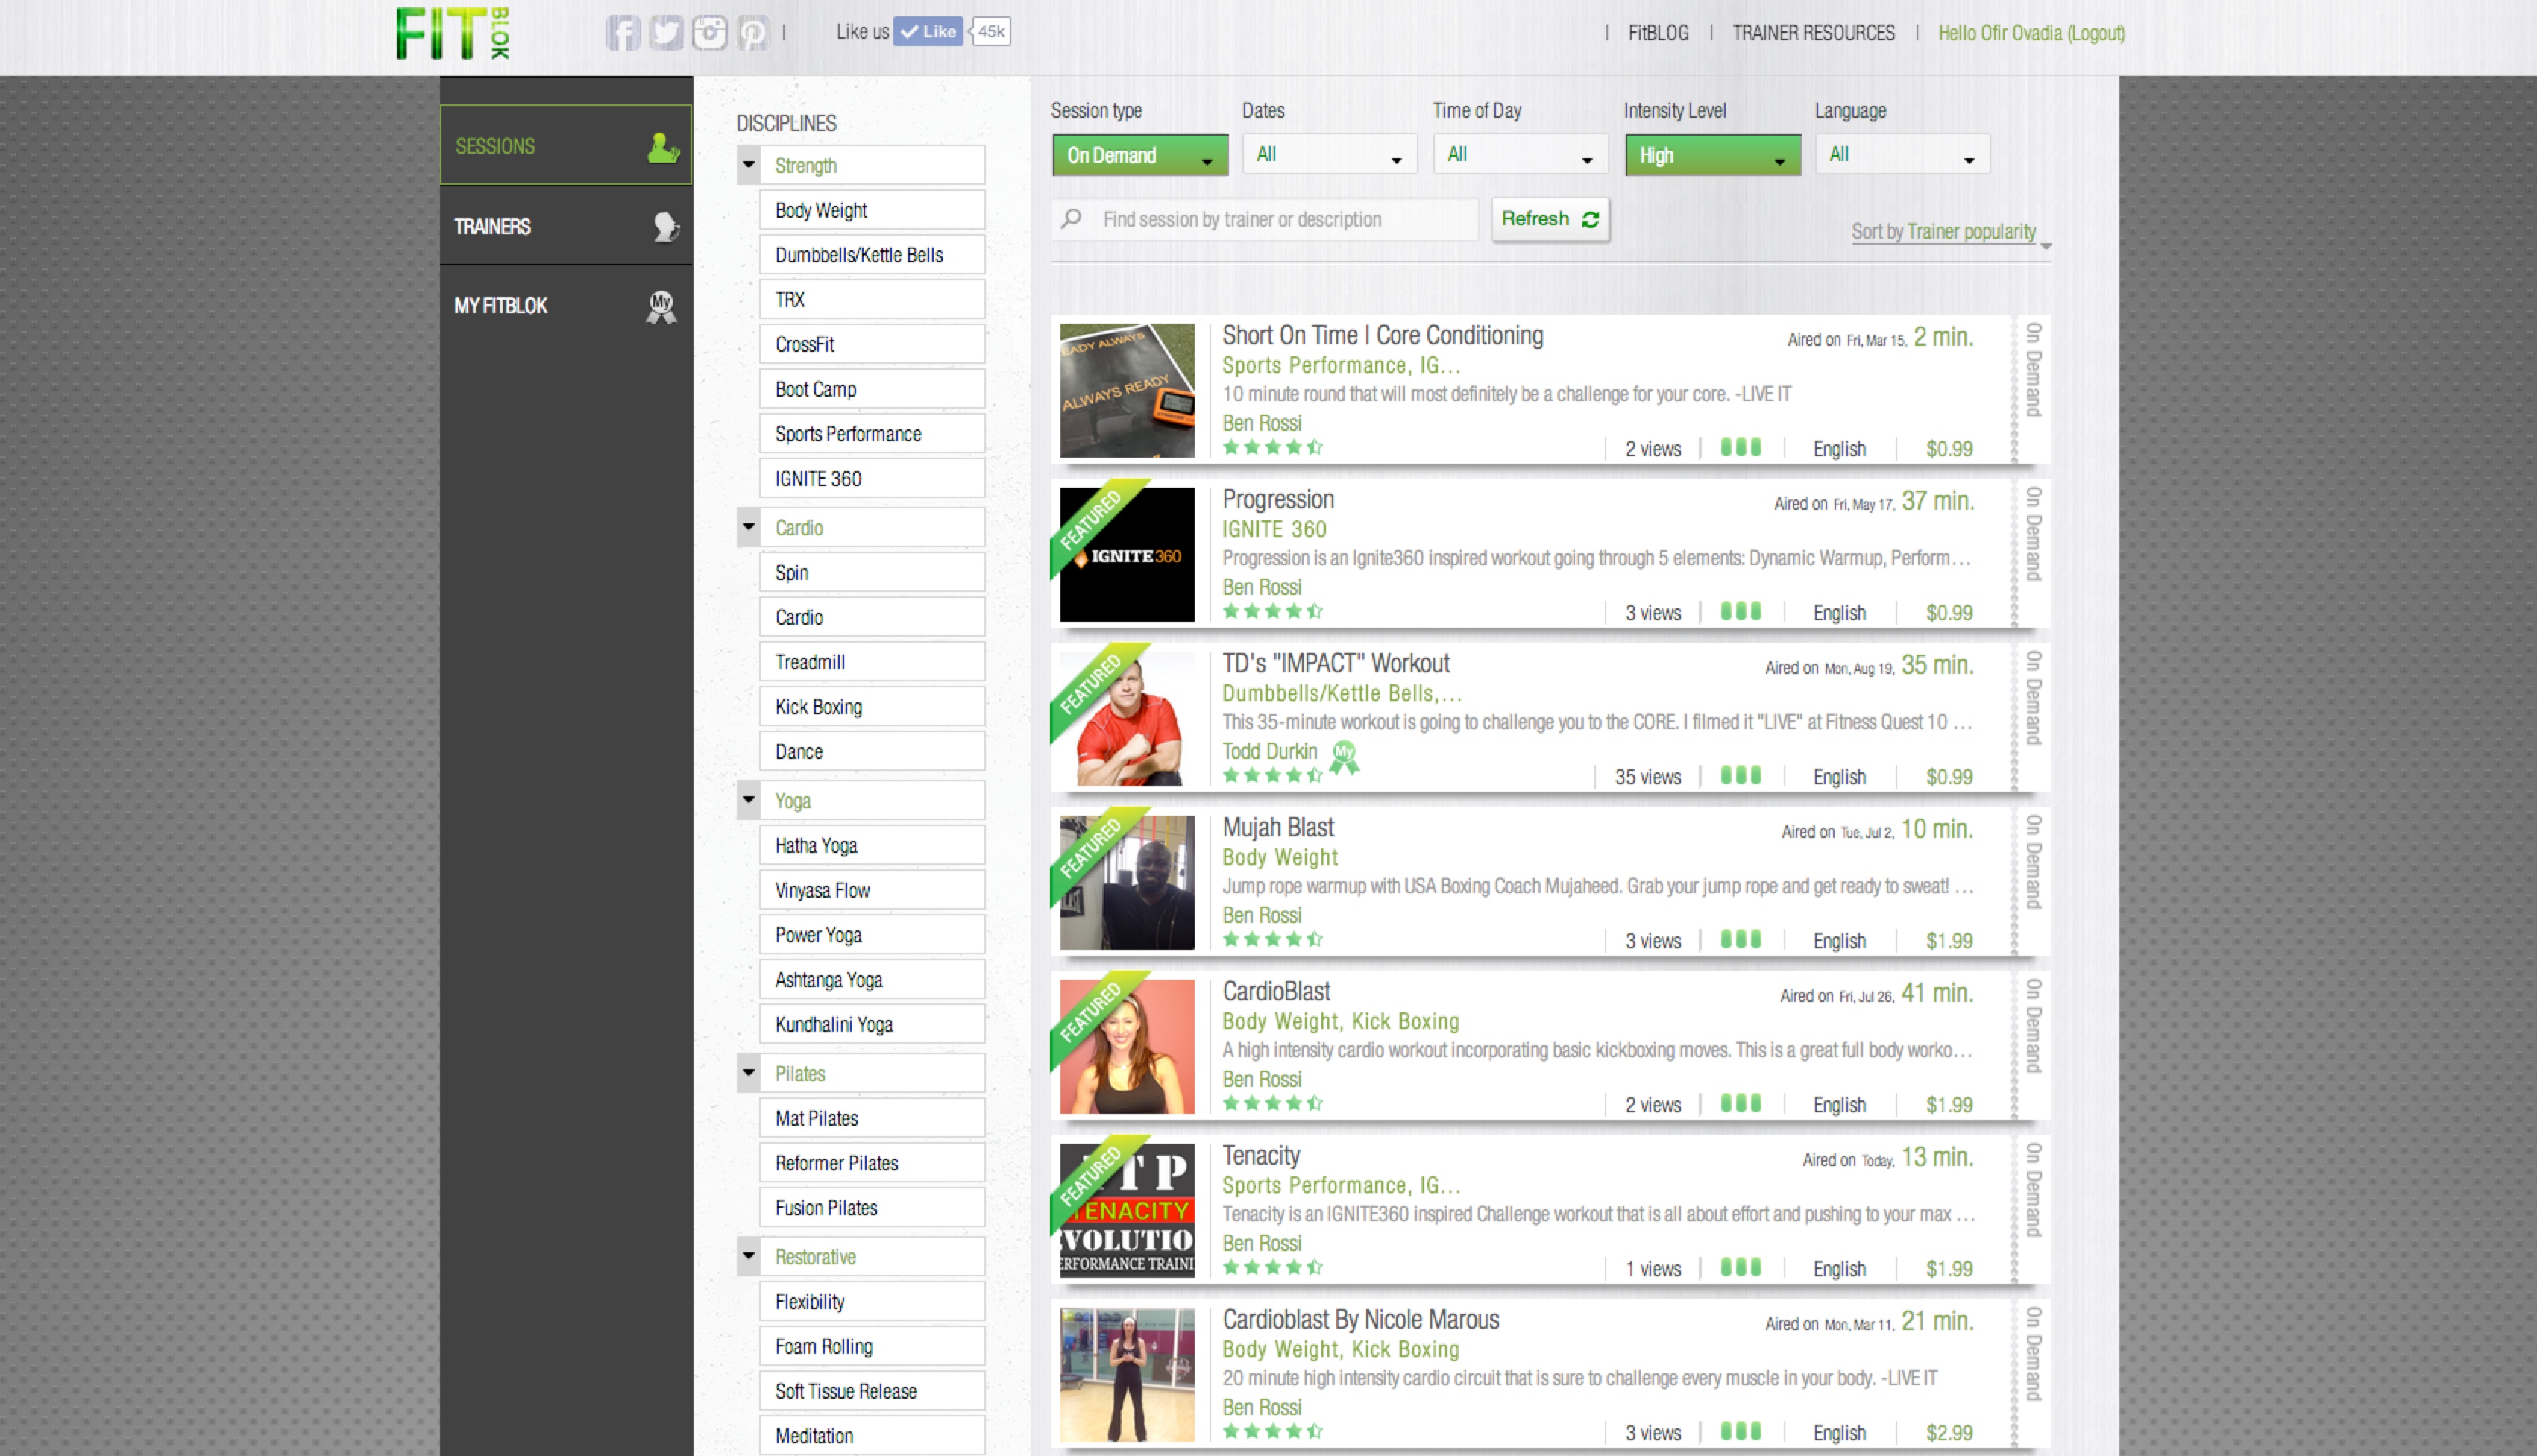 FIT BLOK
Like us Like 45k
FitBLOG
TRAINER RESOURCES
Hello Ofir Ovadia (Logout)
SESSIONS
TRAINERS
MY FITBLOK
My
DISCIPLINES
Strength
Body Weight
Dumbbells/Kettle Bells
TRX
CrossFit
Boot Camp
Sports Performance
IGNITE 360
Cardio
Spin
Cardio
Treadmill
Kick Boxing
Dance
Yoga
Hatha Yoga
Vinyasa Flow
Power Yoga
Ashtanga Yoga
Kundhalini Yoga
Pilates
Mat Pilates
Reformer Pilates
Fusion Pilates
Restorative
Flexibility
Foam Rolling
Soft Tissue Release
Meditation
Session type
On Demand
Dates
All
Time of Day
All
Intensity Level
High
Language
All
Find session by trainer or description
Refresh
Sort by Trainer popularity
EADY ALWAYS
ALWAYS READY
Short On Time | Core Conditioning
Aired on Fri, Mar 15, 2 min.
Sports Performance, IG...
10 minute round that will most definitely be a challenge for your core. -LIVE IT
Ben Rossi
2 views English $0.99
On Demand
FEATURED
IGNITE360
Progression
Aired on Fri, May 17, 37 min.
IGNITE 360
Progression is an Ignite360 inspired workout going through 5 elements: Dynamic Warmup, Perform...
Ben Rossi
3 views English $0.99
On Demand
FEATURED
TD's "IMPACT" Workout
Aired on Mon, Aug 19, 35 min.
Dumbbells/Kettle Bells,...
This 35-minute workout is going to challenge you to the CORE. I filmed it "LIVE" at Fitness Quest 10 ...
Todd Durkin My
35 views English $0.99
On Demand
FEATURED
Mujah Blast
Aired on Tue, Jul 2, 10 min.
Body Weight
Jump rope warmup with USA Boxing Coach Mujaheed. Grab your jump rope and get ready to sweat! ...
Ben Rossi
3 views English $1.99
On Demand
FEATURED
CardioBlast
Aired on Fri, Jul 26, 41 min.
Body Weight, Kick Boxing
A high intensity cardio workout incorporating basic kickboxing moves. This is a great full body worko...
Ben Rossi
2 views English $1.99
On Demand
FEATURED
TP
TENACITY
VOLUTIO
ERFORMANCE TRAINI
Tenacity
Aired on Today, 13 min.
Sports Performance, IG...
Tenacity is an IGNITE360 inspired Challenge workout that is all about effort and pushing to your max ...
Ben Rossi
1 views English $1.99
On Demand
Cardioblast By Nicole Marous
Aired on Mon, Mar 11, 21 min.
Body Weight, Kick Boxing
20 minute high intensity cardio circuit that is sure to challenge every muscle in your body. -LIVE IT
Ben Rossi
3 views English $2.99
On Demand